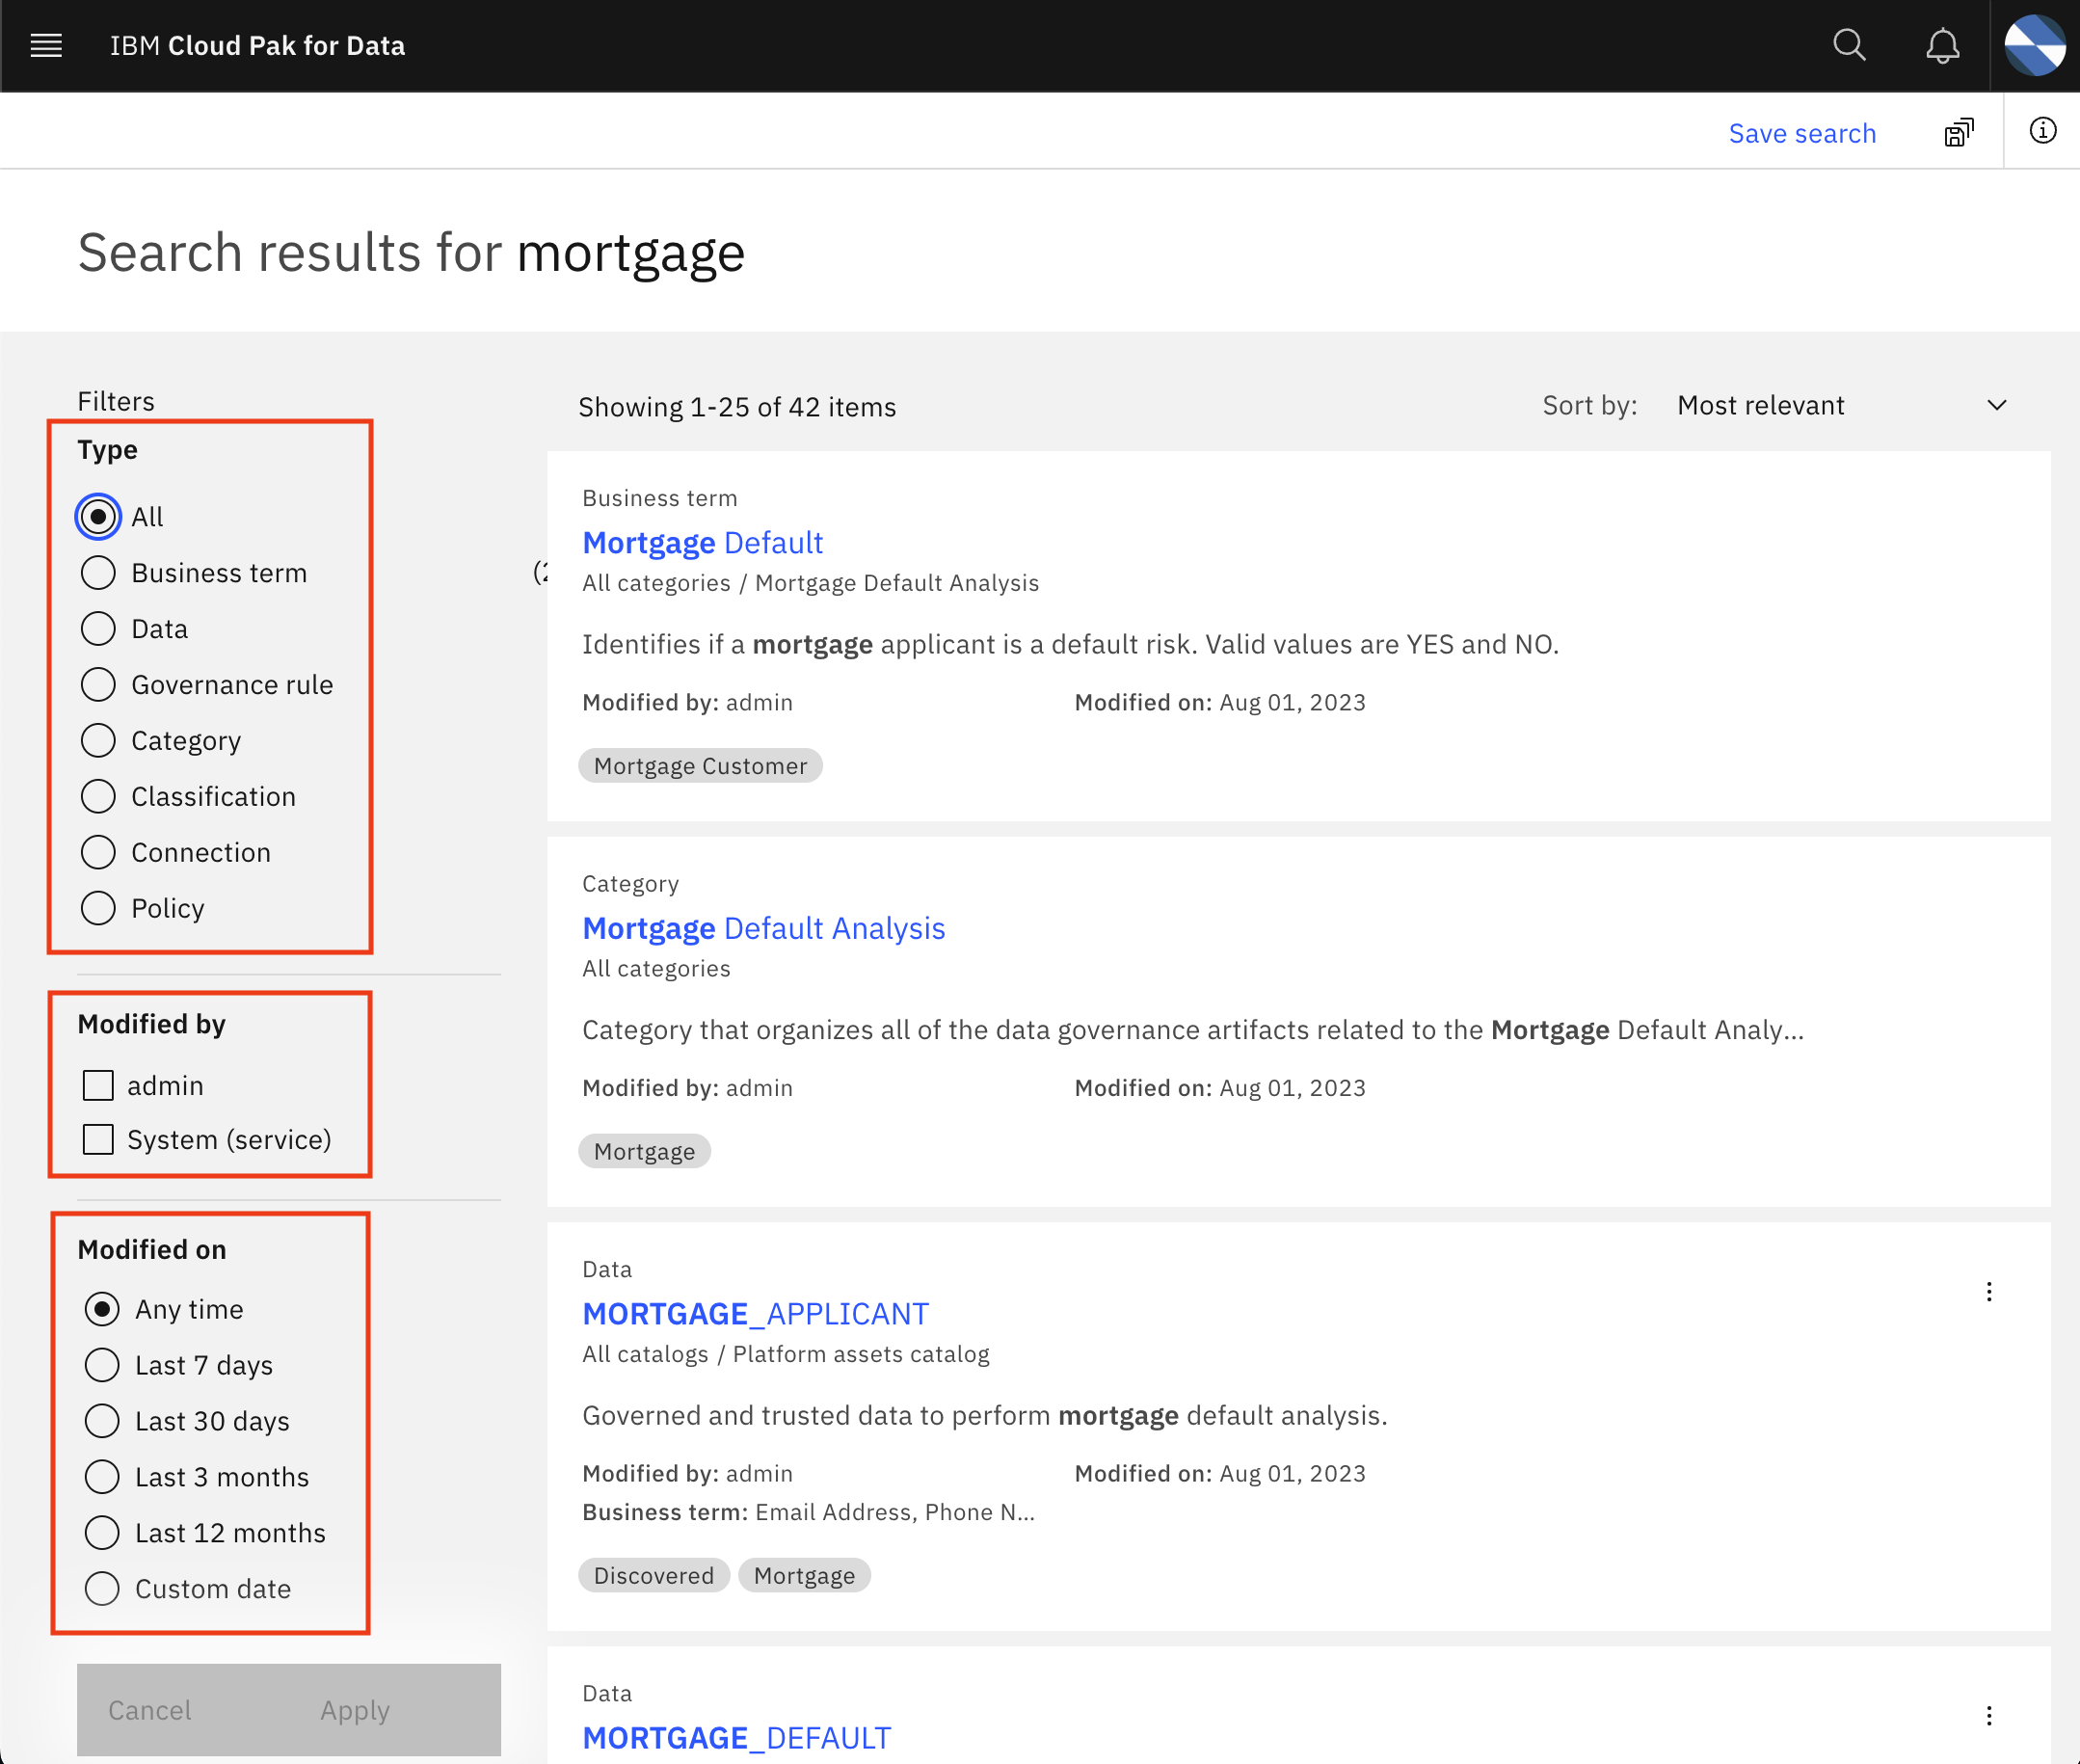 IBM Cloud Pak for Data
Save search
Search results for mortgage
Filters
Type
All
Business term
Data
Governance rule
Category
Classification
Connection
Policy
Modified by
admin
System (service)
Modified on
Any time
Last 7 days
Last 30 days
Last 3 months
Last 12 months
Custom date
Cancel Apply
Showing 1-25 of 42 items
Sort by: Most relevant
Business term
Mortgage Default
All categories / Mortgage Default Analysis
Identifies if a mortgage applicant is a default risk. Valid values are YES and NO.
Modified by: admin Modified on: Aug 01, 2023
Mortgage Customer
Category
Mortgage Default Analysis
All categories
Category that organizes all of the data governance artifacts related to the Mortgage Default Analy...
Modified by: admin Modified on: Aug 01, 2023
Mortgage
Data
MORTGAGE_APPLICANT
All catalogs / Platform assets catalog
Governed and trusted data to perform mortgage default analysis.
Modified by: admin Modified on: Aug 01, 2023
Business term: Email Address, Phone N...
Discovered Mortgage
Data
MORTGAGE_DEFAULT